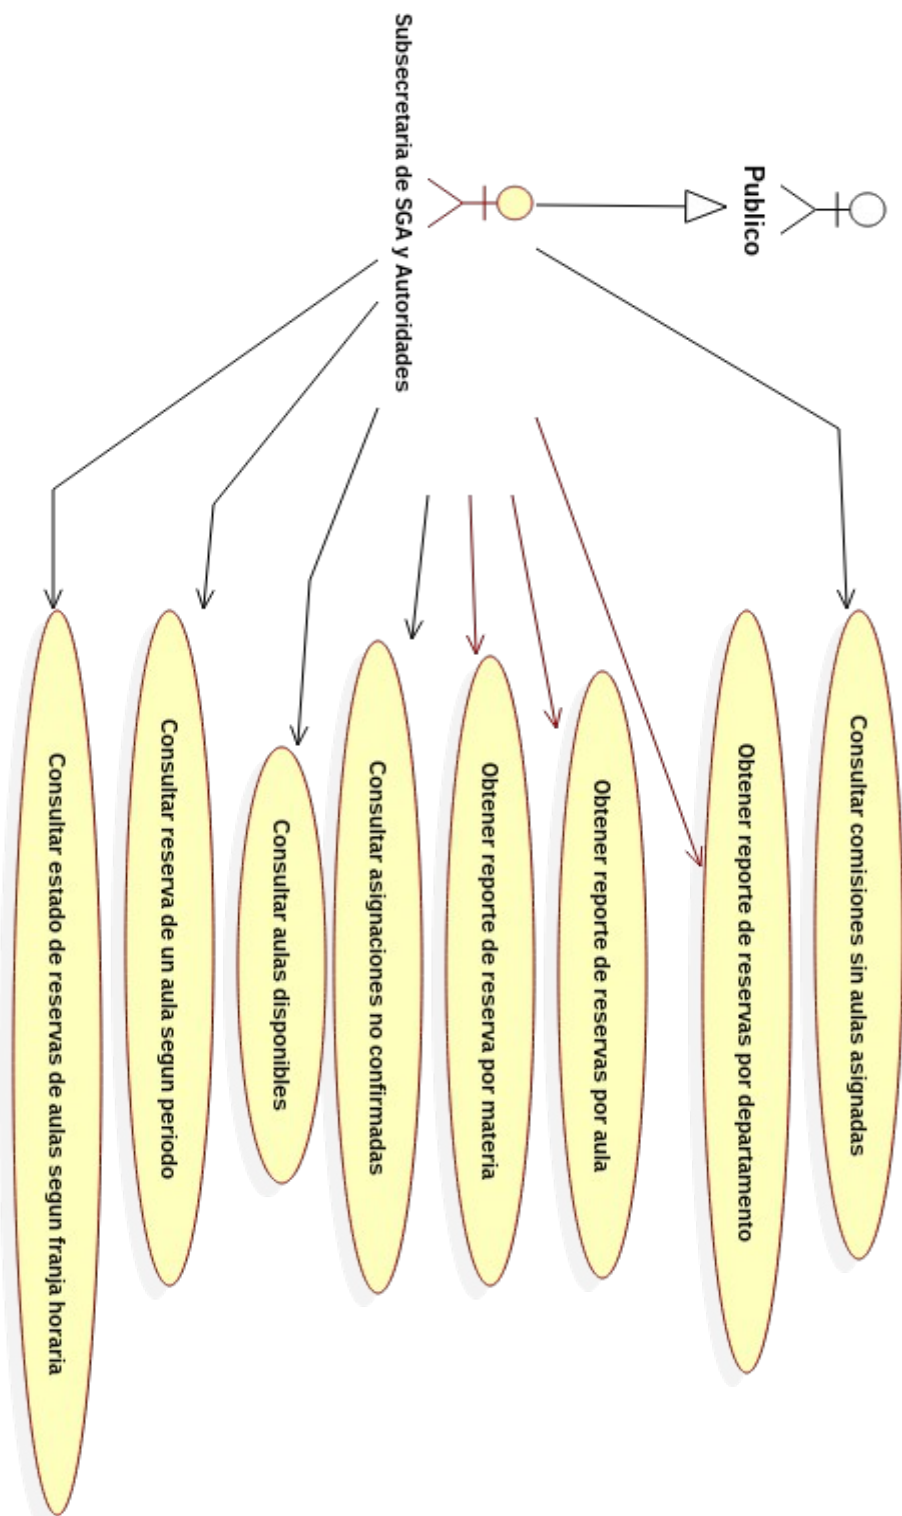 Publico
Subsecretaria de SGA y Autoridades
Consultar comisiones sin aulas asignadas
Obtener reporte de reservas por departamento
Obtener reporte de reservas por aula
Obtener reporte de reserva por materia
Consultar asignaciones no confirmadas
Consultar aulas disponibles
Consultar reserva de un aula segun periodo
Consultar estado de reservas de aulas segun franja horaria